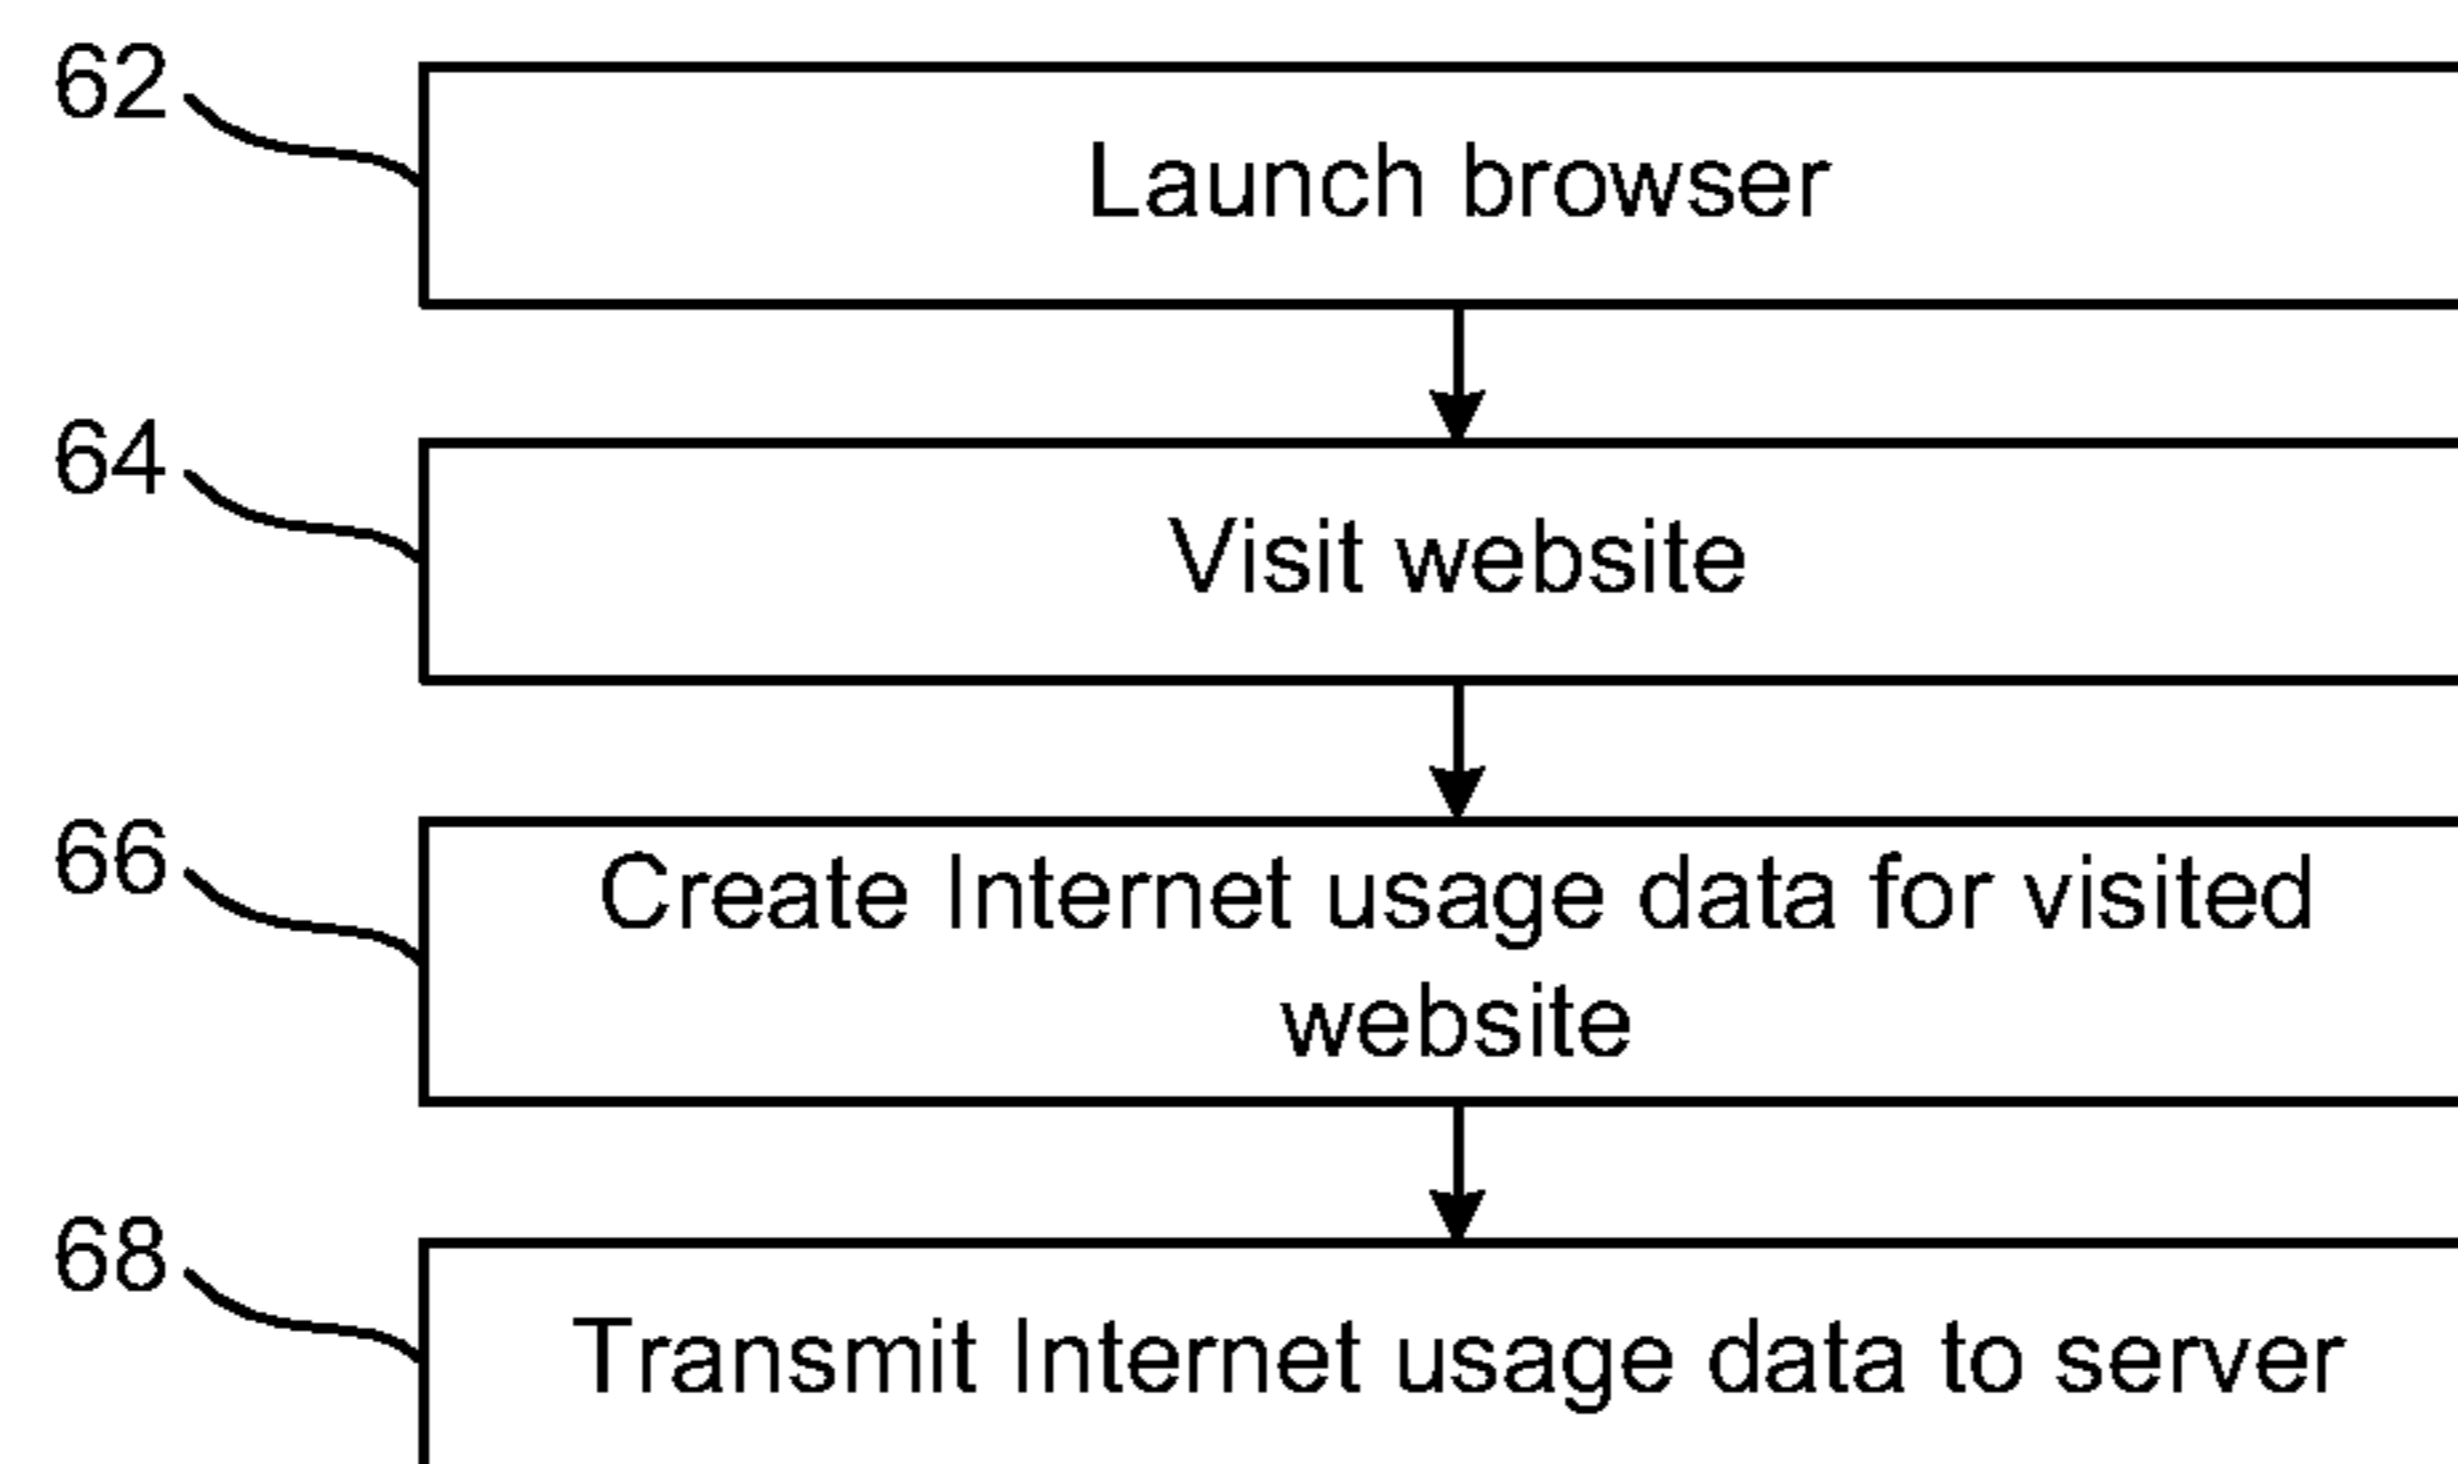 62
Launch browser
64
Visit website
66
Create Internet usage data for visited
website
68
Transmit Internet usage data to server